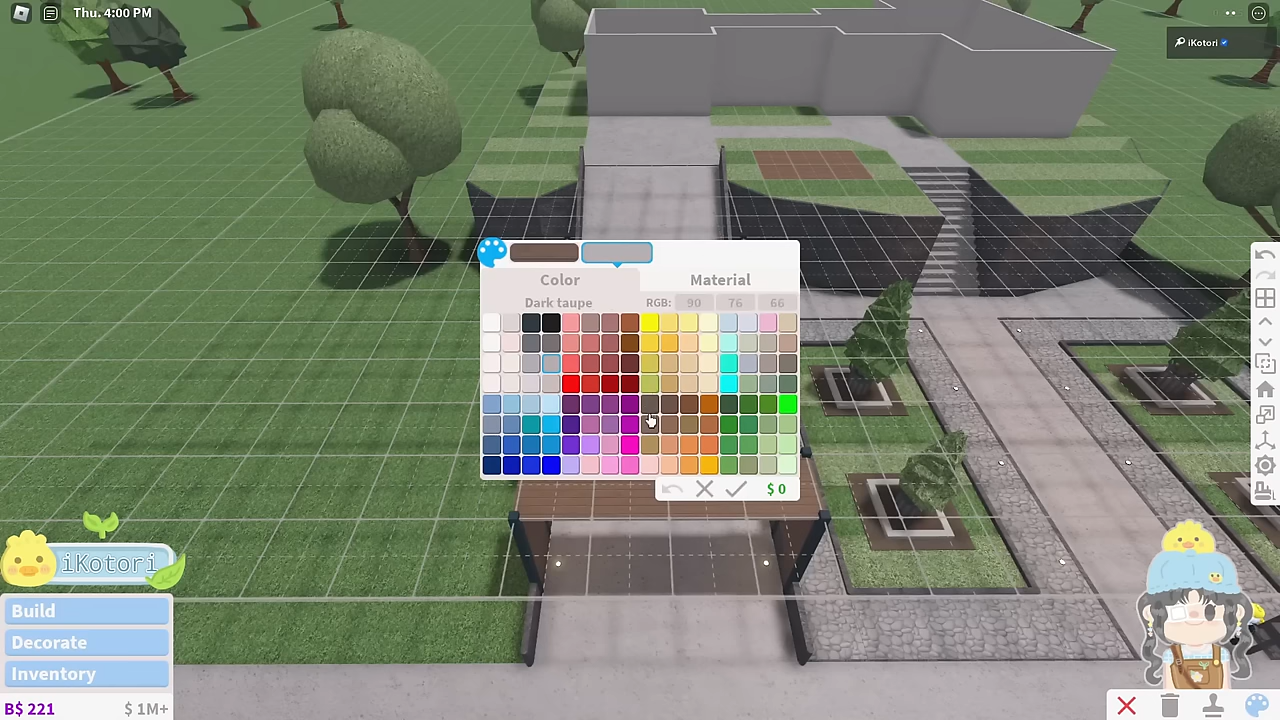 Thu. 4:00 PM
iKotori
Color
Material
Dark taupe
RGB: 90 76 66
$ 0
iKotori
Build
Decorate
Inventory
B$ 221
$ 1M+